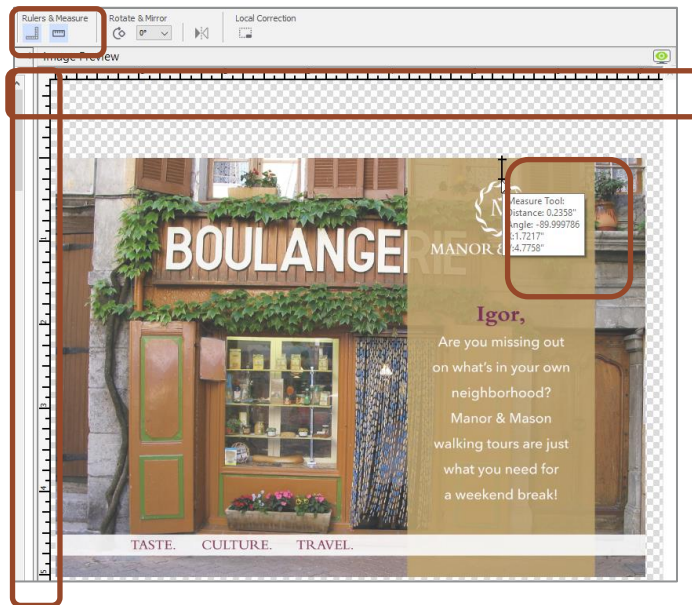 Rulers & Measure
Rotate & Mirror
Local Correction
0°
Image Preview
Measure Tool:
Distance: 0.2358"
Angle: -89.999786
X:1.7217"
Y:4.7758"
BOULANGERIE
MANOR &
Igor,
Are you missing out
on what's in your own
neighborhood?
Manor & Mason
walking tours are just
what you need for
a weekend break!
TASTE. CULTURE. TRAVEL.